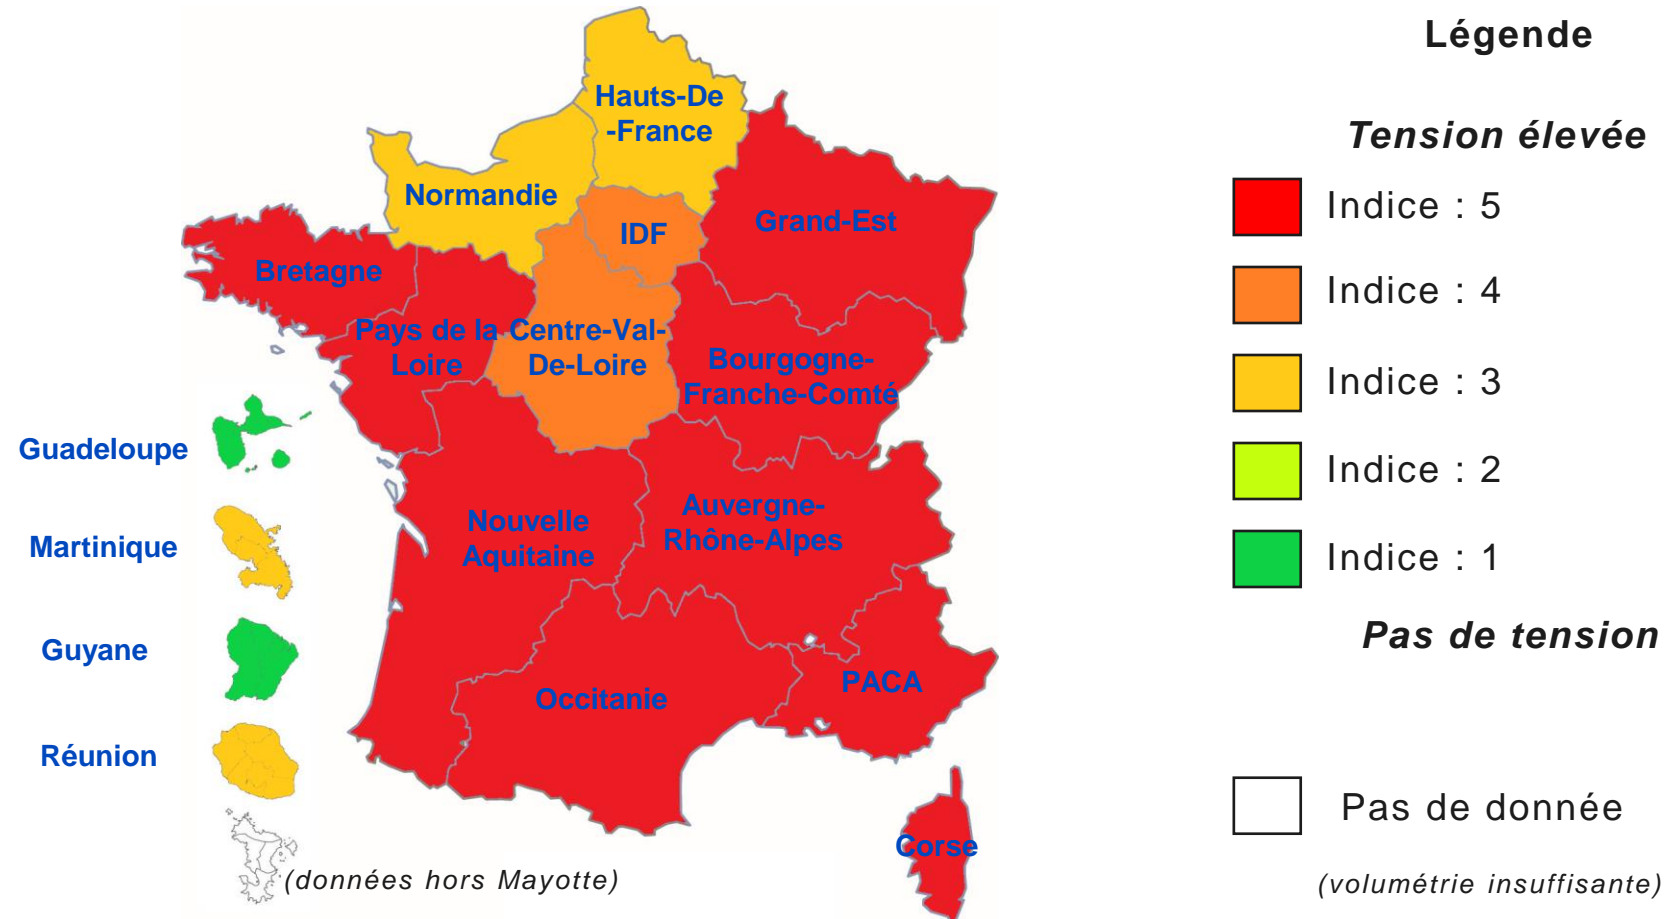 Hauts-De
-France
Normandie
IDF
Grand-Est
Bretagne
Pays de la
Loire
Centre-Val-
De-Loire
Bourgogne-
Franche-Comté
Nouvelle
Aquitaine
Auvergne-
Rhône-Alpes
Occitanie
PACA
Corse
Guadeloupe
Martinique
Guyane
Réunion
(données hors Mayotte)
Légende
Tension élevée
Indice : 5
Indice : 4
Indice : 3
Indice : 2
Indice : 1
Pas de tension
Pas de donnée
(volumétrie insuffisante)